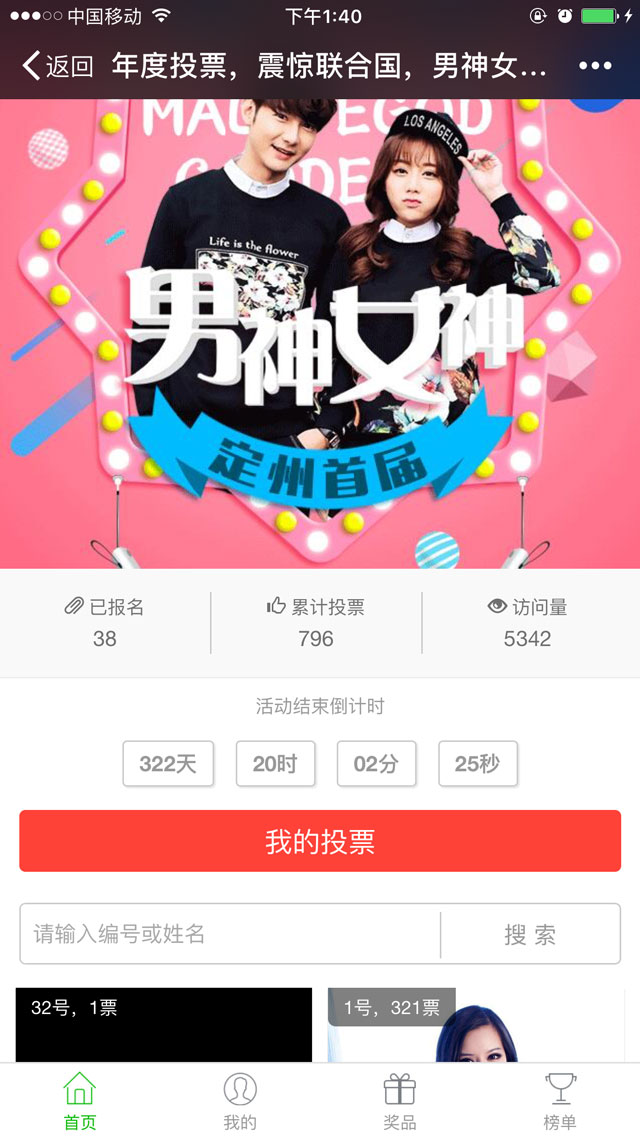 中国移动
下午1:40
返回
年度投票，震惊联合国，男神女...
LOS ANGELES
Life is the flower
男神女神
定州首届
已报名
累计投票
访问量
38
796
5342
活动结束倒计时
322天
20时
02分
25秒
我的投票
请输入编号或姓名
搜 索
32号，1票
1号，321票
首页
我的
奖品
榜单